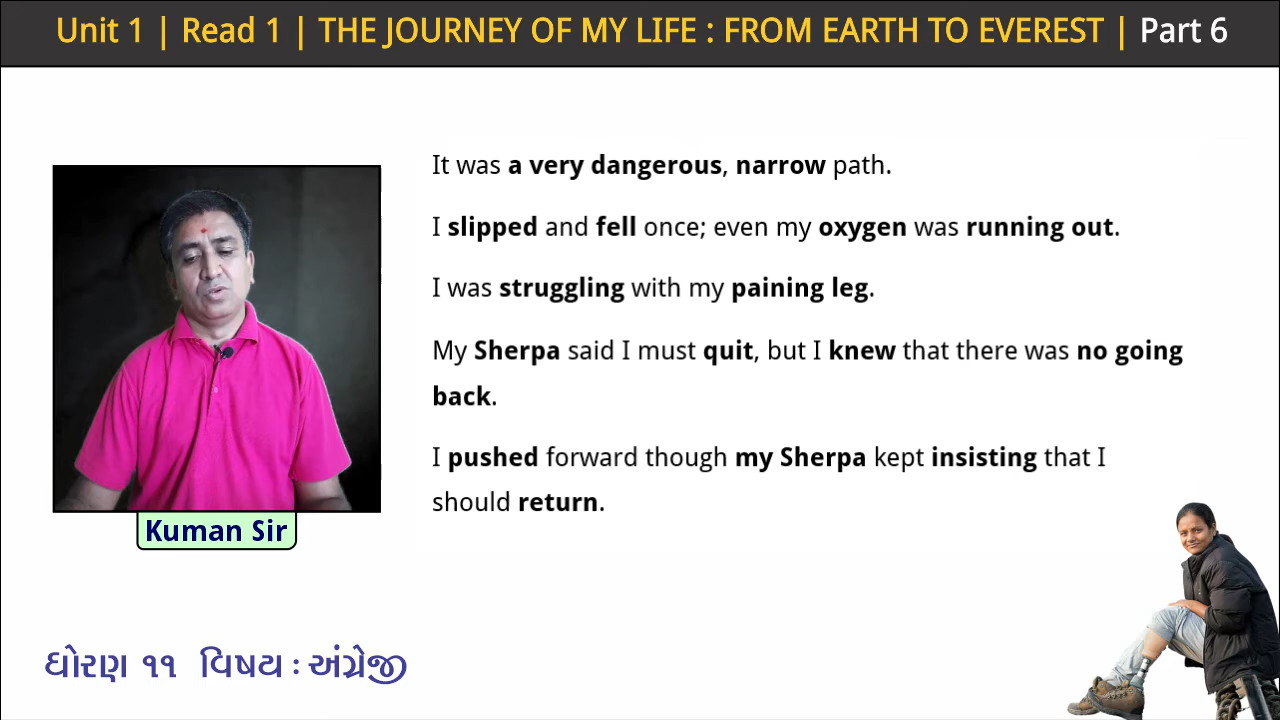 Unit 1 | Read 1 | THE JOURNEY OF MY LIFE : FROM EARTH TO EVEREST | Part 6
It was a very dangerous, narrow path.
I slipped and fell once; even my oxygen was running out.
I was struggling with my paining leg.
My Sherpa said I must quit, but I knew that there was no going
back.
I pushed forward though my Sherpa kept insisting that I
should return.
Kuman Sir
ધોરણ ૧૧ વિષય : અંગ્રેજી